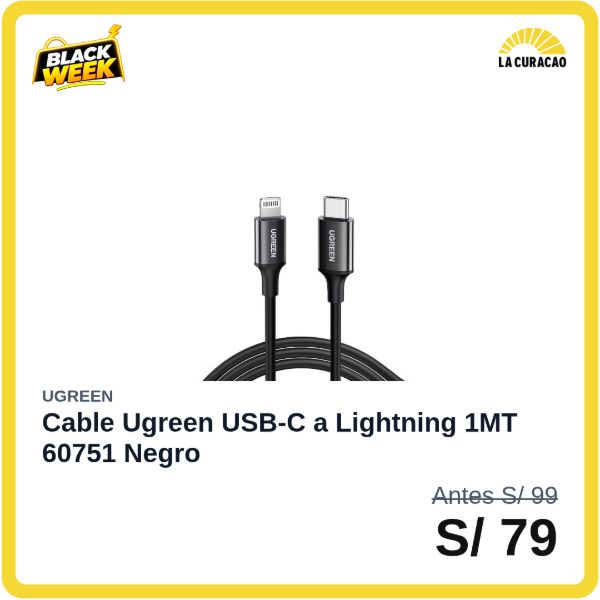 BLACK
WEEK
LA CURACAO
UGREEN
UGREEN
UGREEN
Cable Ugreen USB-C a Lightning 1MT
60751 Negro
Antes S/ 99
S/ 79